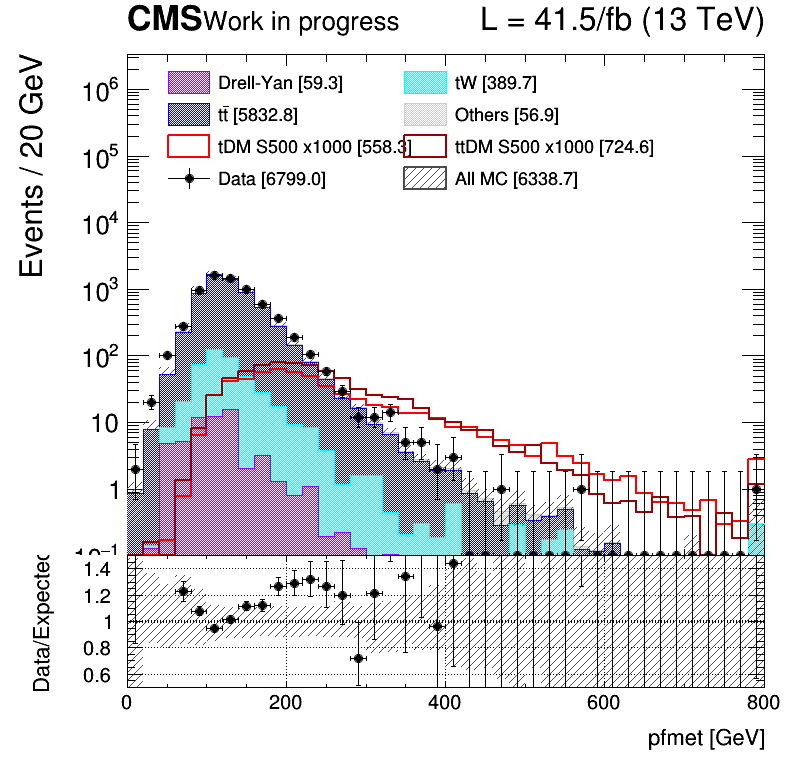 CMS Work in progress L = 41.5/fb (13 TeV)
Events / 20 GeV
Drell-Yan [59.3] tW [389.7]
tt̄ [5832.8] Others [56.9]
tDM S500 x1000 [558.3] ttDM S500 x1000 [724.6]
Data [6799.0] All MC [6338.7]
10⁶
10⁵
10⁴
10³
10²
10
1
10⁻¹
Data/Expected
1.4
1.2
1
0.8
0.6
0 200 400 600 800
pfmet [GeV]